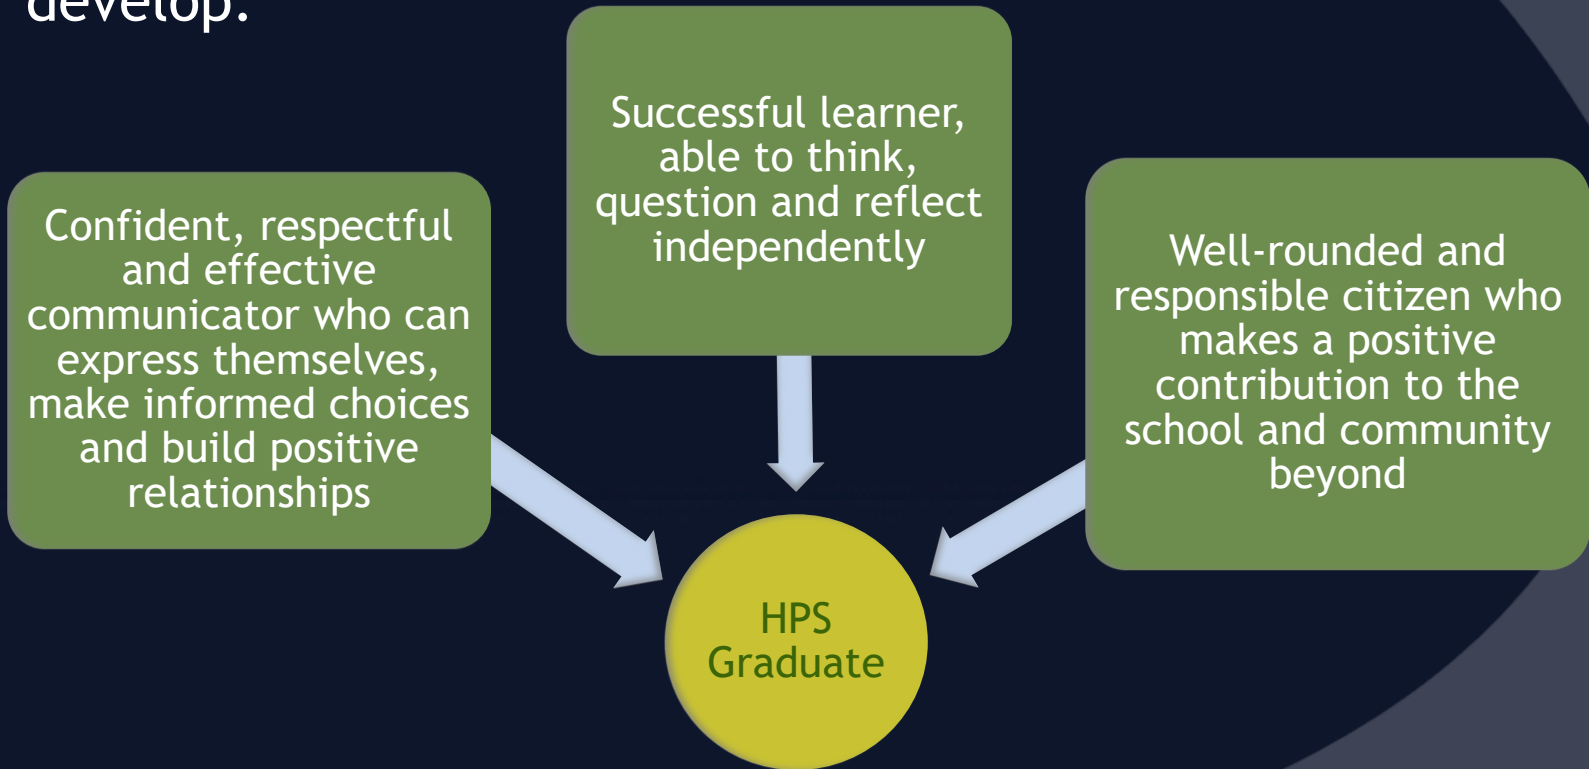 develop:
Confident, respectful
and effective
communicator who can
express themselves,
make informed choices
and build positive
relationships
Successful learner,
able to think,
question and reflect
independently
Well-rounded and
responsible citizen who
makes a positive
contribution to the
school and community
beyond
HPS
Graduate